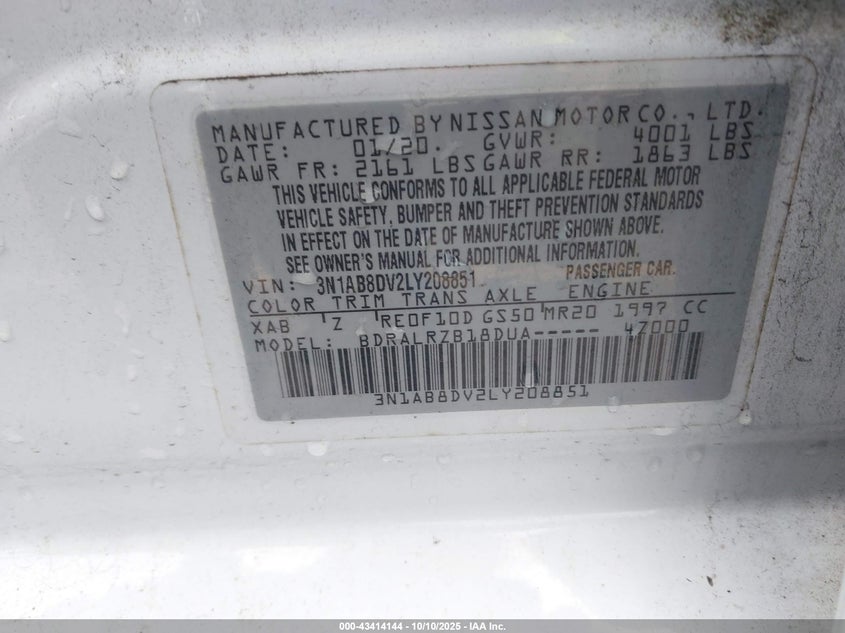 MANUFACTURED BY NISSAN MOTOR CO., LTD.
DATE: 01/20. GVWR: 4001 LBS
GAWR FR: 2161 LBS GAWR RR: 1863 LBS
THIS VEHICLE CONFORMS TO ALL APPLICABLE FEDERAL MOTOR
VEHICLE SAFETY, BUMPER AND THEFT PREVENTION STANDARDS
IN EFFECT ON THE DATE OF MANUFACTURE SHOWN ABOVE.
SEE OWNER'S MANUAL FOR ADDITIONAL INFORMATION.
VIN: 3N1AB8DV2LY208851 PASSENGER CAR.
COLOR TRIM TRANS AXLE ENGINE
XAB Z RE0F10D GS50 MR20 1997 CC
MODEL: BDRALRZB18DUA----- 4Z000
3N1AB8DV2LY208851
000-43414144 - 10/10/2025 - IAA Inc.